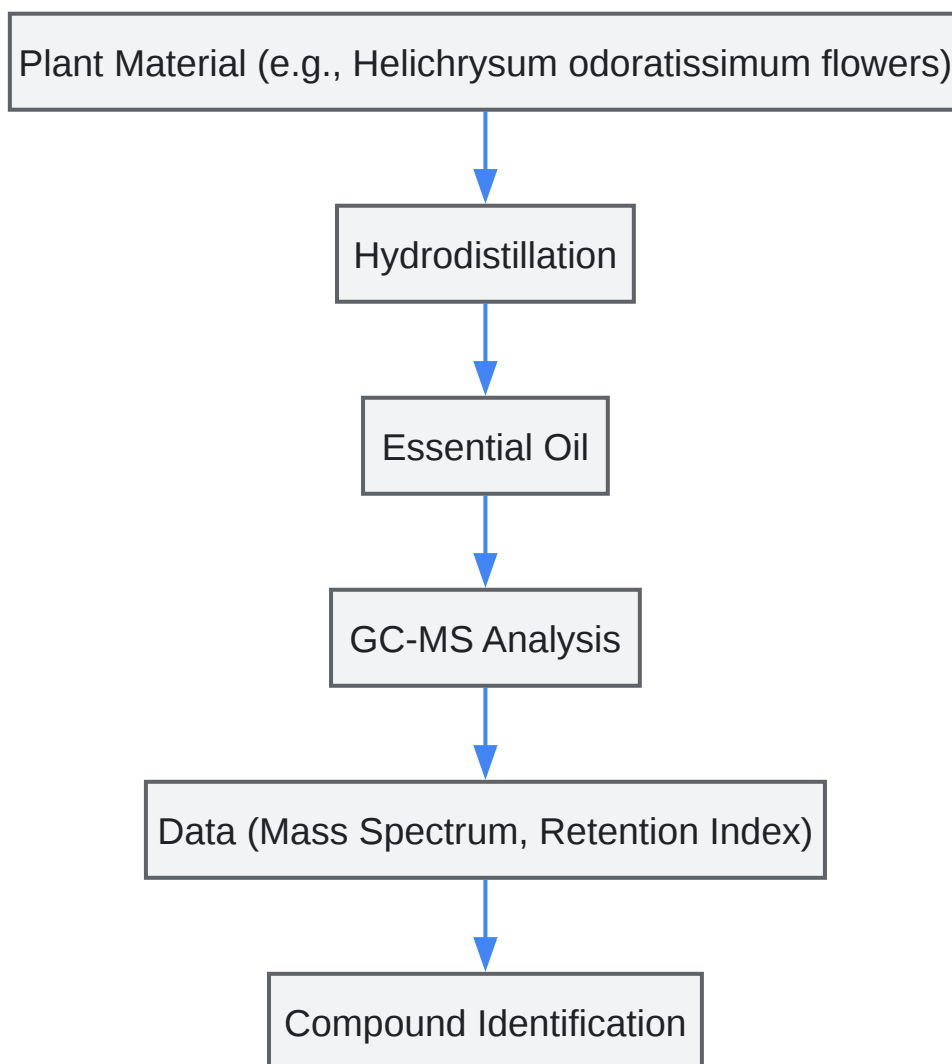 Plant Material (e.g., Helichrysum odoratissimum flowers)
Hydrodistillation
Essential Oil
GC-MS Analysis
Data (Mass Spectrum, Retention Index)
Compound Identification